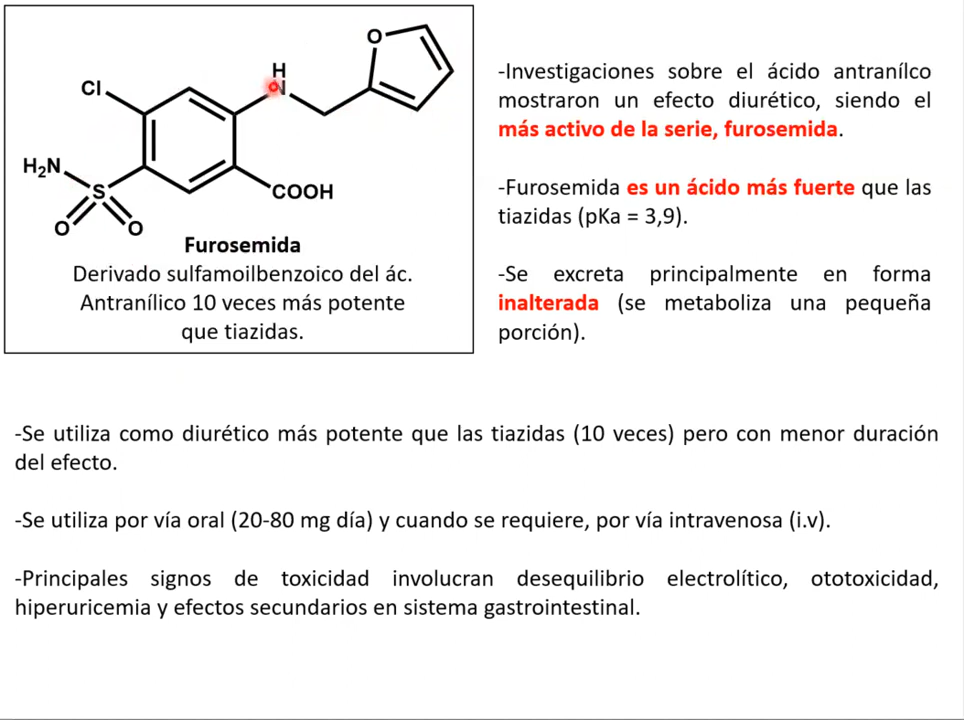 O
H
N
Cl
H₂N
S
COOH
O
O
Furosemida
Derivado sulfamoilbenzoico del ác.
Antranílico 10 veces más potente
que tiazidas.
-Investigaciones sobre el ácido antranílco
mostraron un efecto diurético, siendo el
más activo de la serie, furosemida.
-Furosemida es un ácido más fuerte que las
tiazidas (pKa = 3,9).
-Se excreta principalmente en forma
inalterada (se metaboliza una pequeña
porción).
-Se utiliza como diurético más potente que las tiazidas (10 veces) pero con menor duración
del efecto.
-Se utiliza por vía oral (20-80 mg día) y cuando se requiere, por vía intravenosa (i.v).
-Principales signos de toxicidad involucran desequilibrio electrolítico, ototoxicidad,
hiperuricemia y efectos secundarios en sistema gastrointestinal.